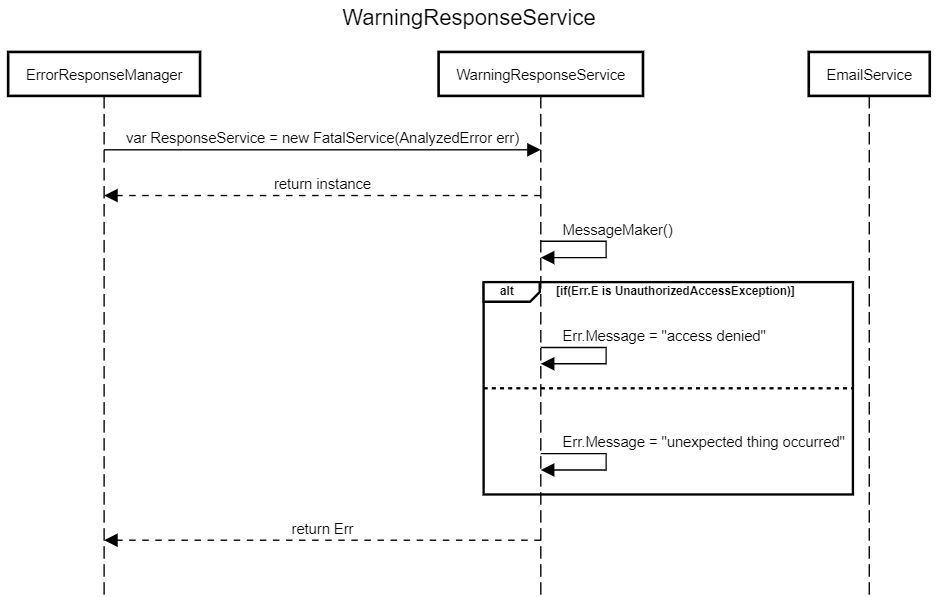 WarningResponseService
ErrorResponseManager
WarningResponseService
EmailService
var ResponseService = new FatalService(AnalyzedError err)
return instance
MessageMaker()
alt
[if(Err.E is UnauthorizedAccessException)]
Err.Message = "access denied"
Err.Message = "unexpected thing occurred"
return Err